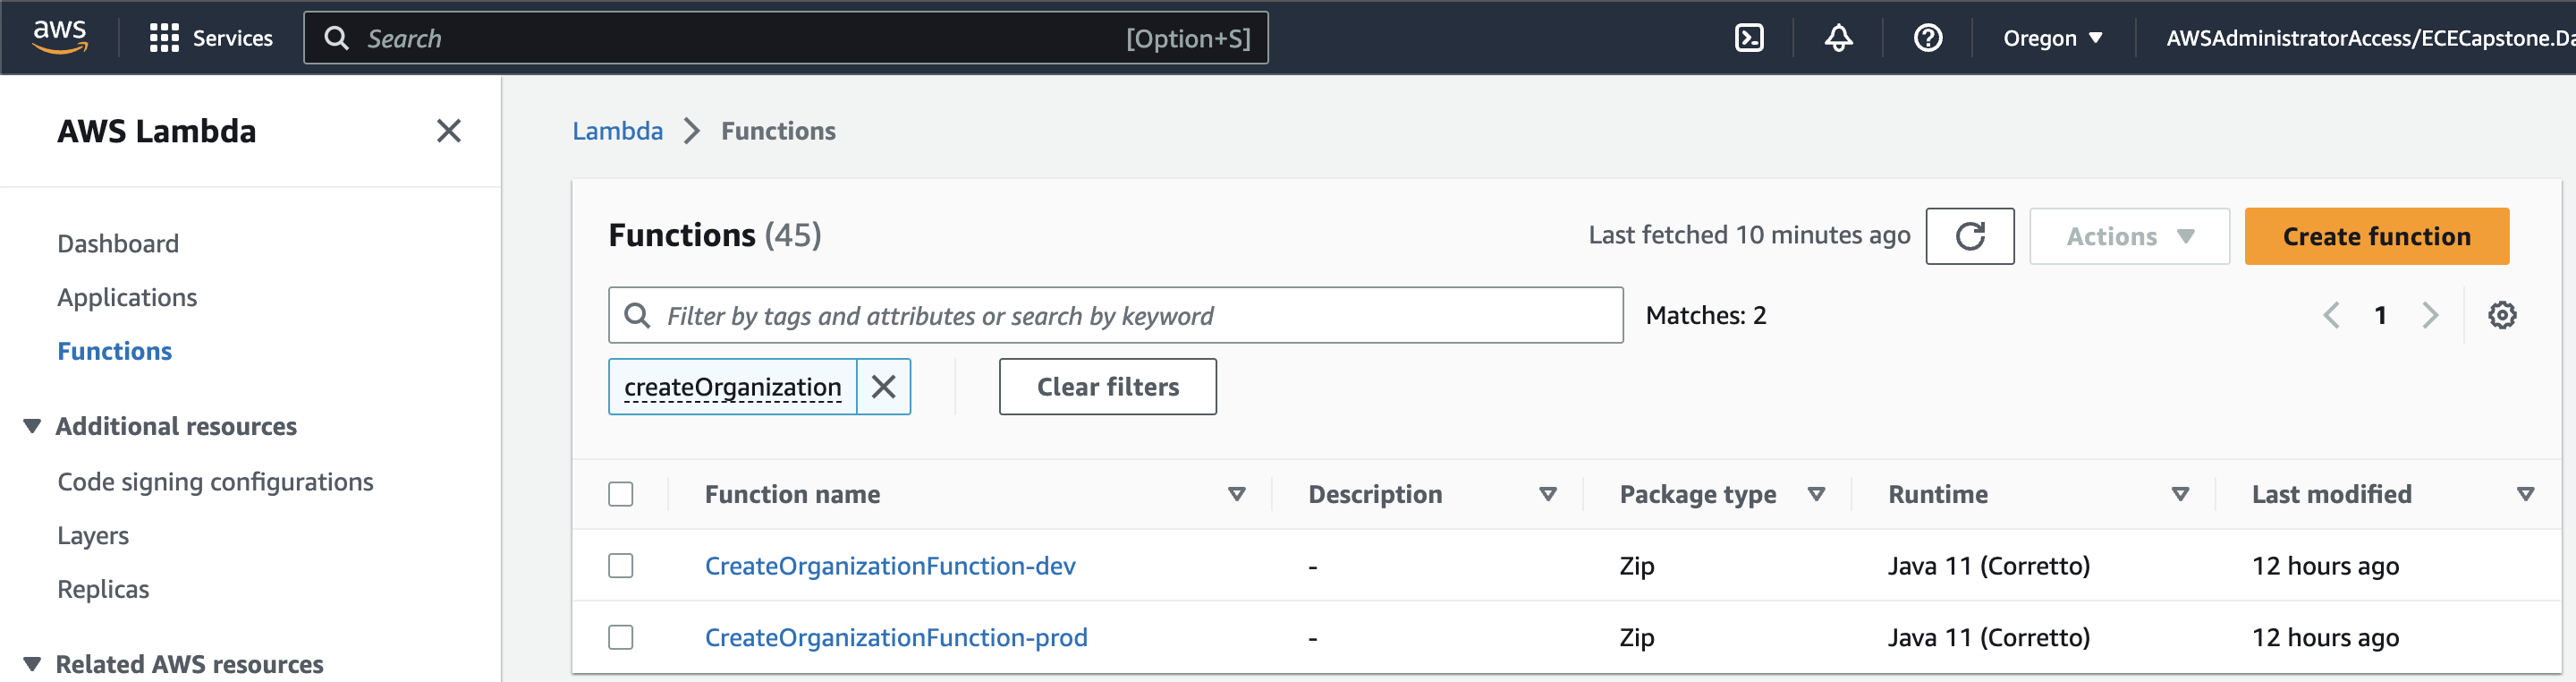 aws Services Search [Option+S] Oregon AWSAdministratorAccess/ECECapstone.Da
AWS Lambda
Dashboard
Applications
Functions
Additional resources
Code signing configurations
Layers
Replicas
Related AWS resources
Lambda Functions
Functions (45) Last fetched 10 minutes ago Actions Create function
Filter by tags and attributes or search by keyword Matches: 2 1
createOrganization Clear filters
Function name Description Package type Runtime Last modified
CreateOrganizationFunction-dev - Zip Java 11 (Corretto) 12 hours ago
CreateOrganizationFunction-prod - Zip Java 11 (Corretto) 12 hours ago